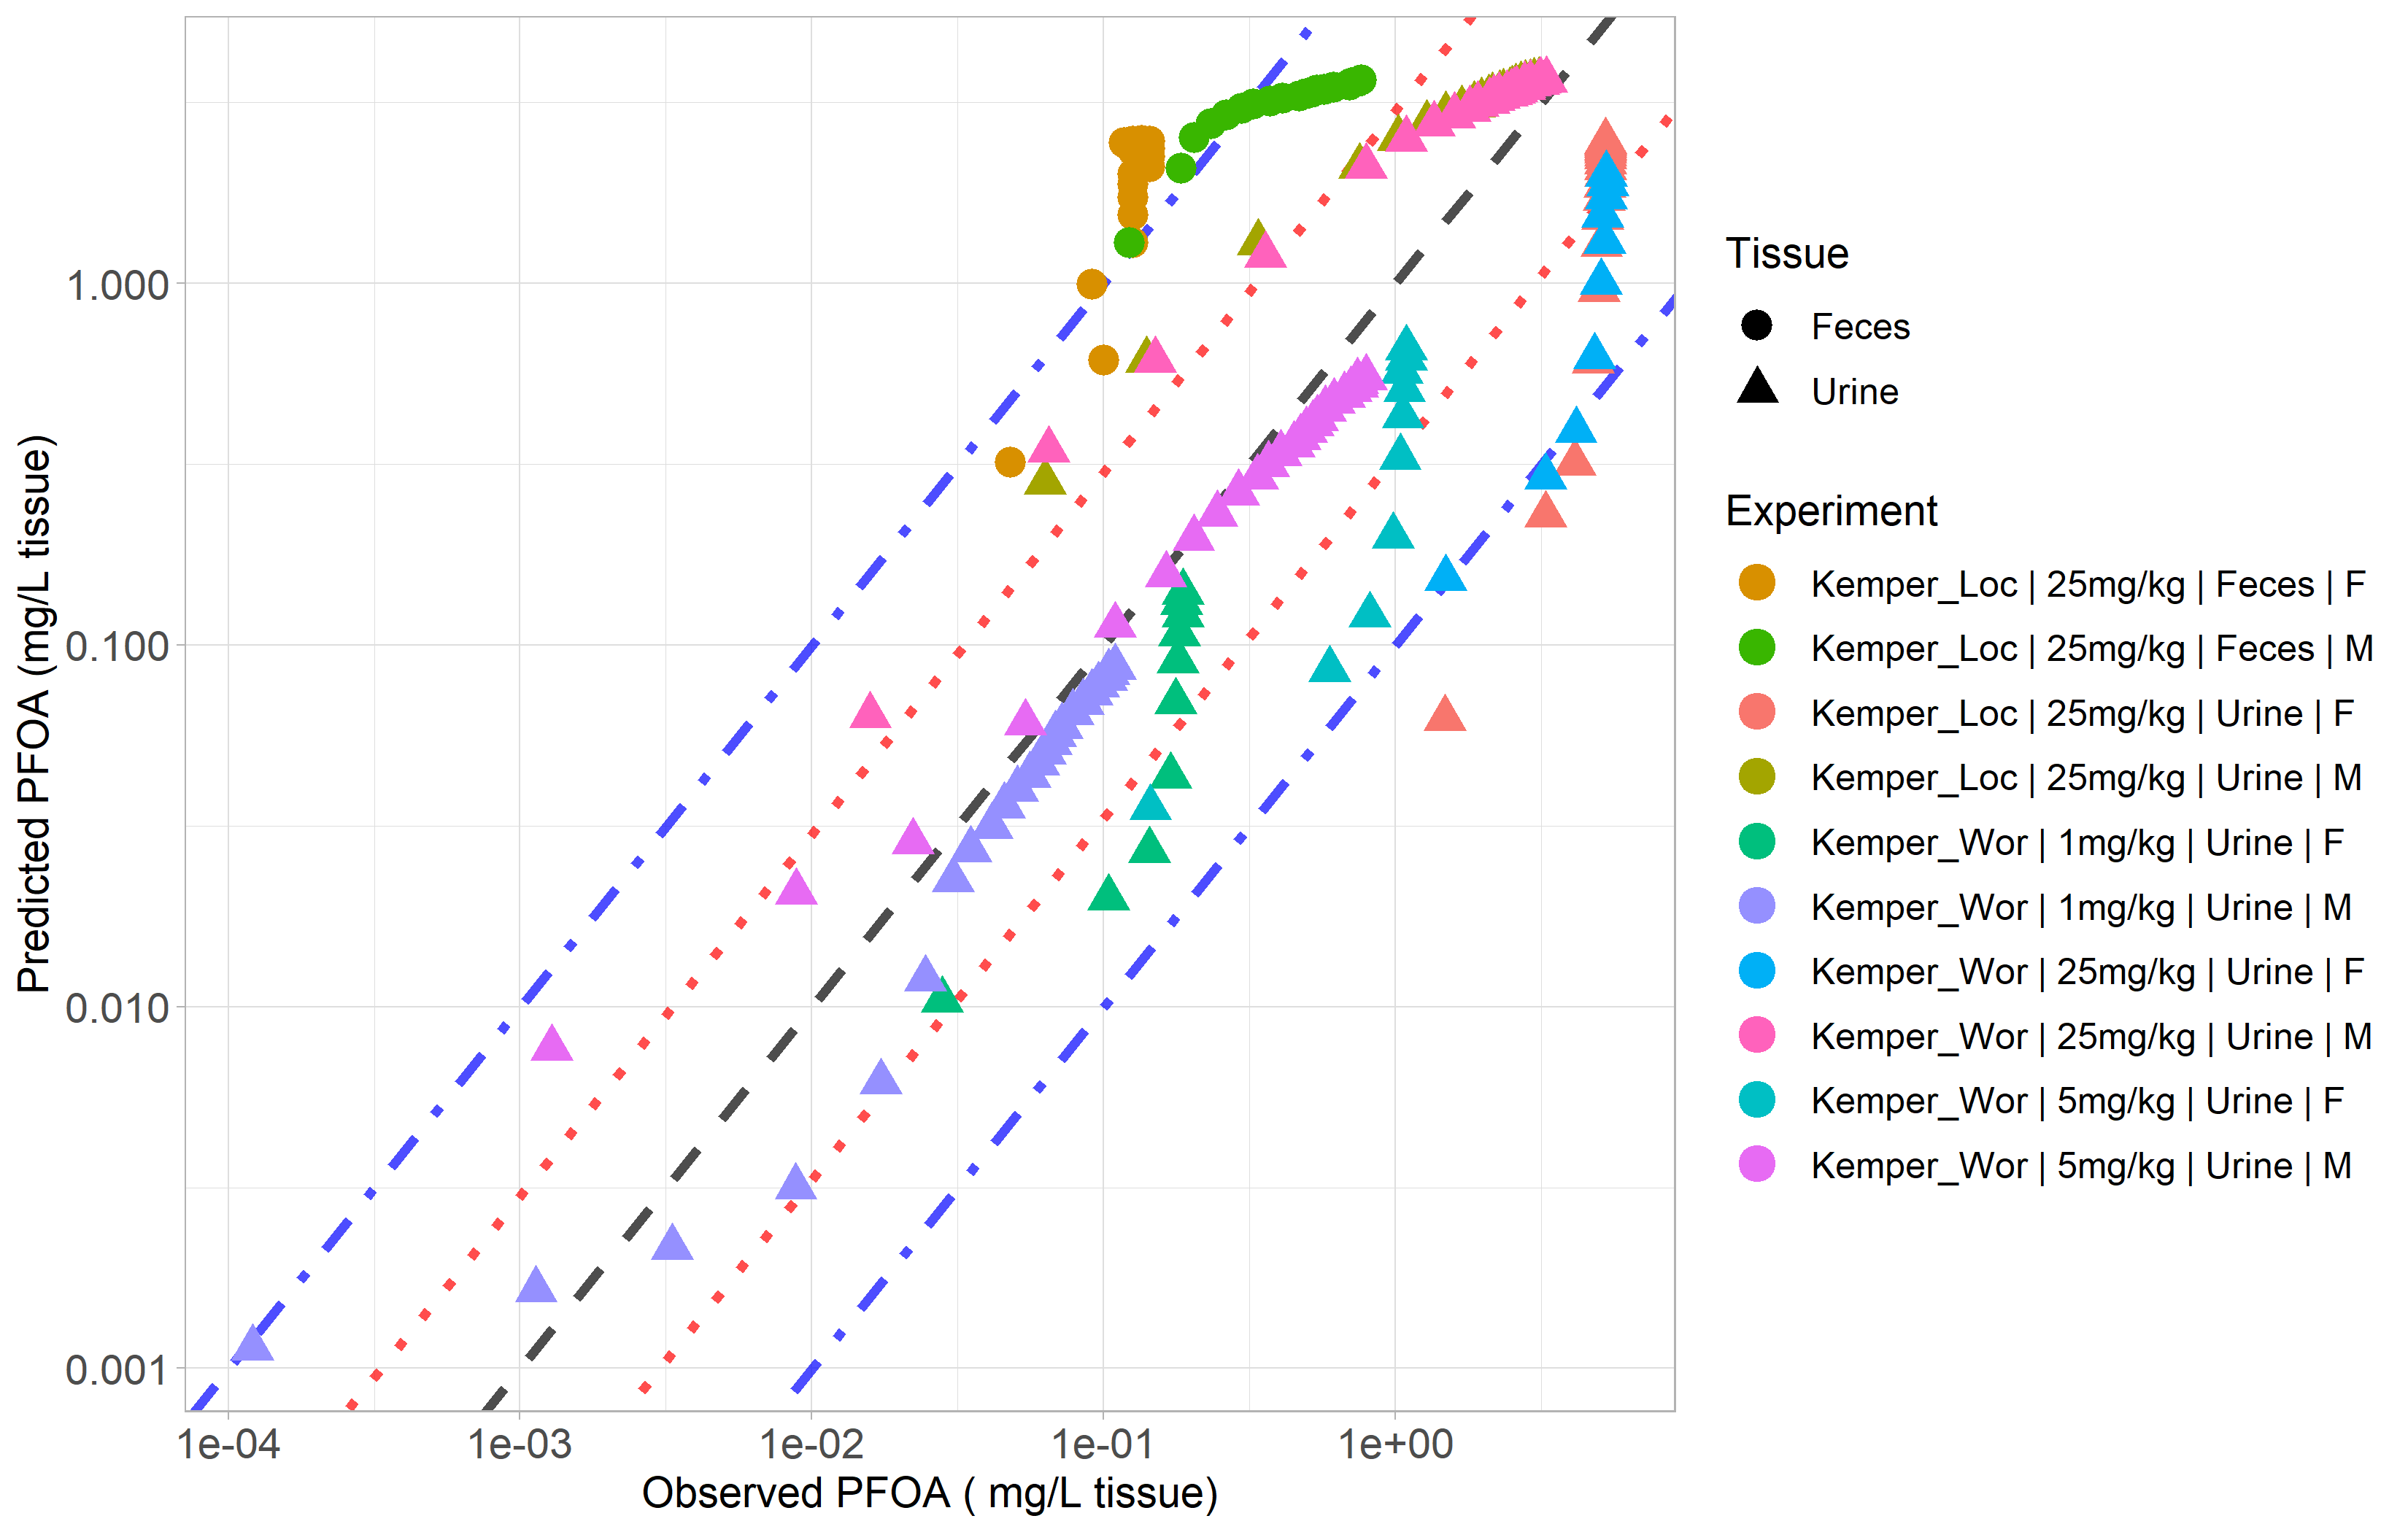 Predicted PFOA (mg/L tissue)
1.000
0.100
0.010
0.001
1e-04
1e-03
1e-02
1e-01
1e+00
Observed PFOA ( mg/L tissue)
Tissue
Feces
Urine
Experiment
Kemper_Loc | 25mg/kg | Feces | F
Kemper_Loc | 25mg/kg | Feces | M
Kemper_Loc | 25mg/kg | Urine | F
Kemper_Loc | 25mg/kg | Urine | M
Kemper_Wor | 1mg/kg | Urine | F
Kemper_Wor | 1mg/kg | Urine | M
Kemper_Wor | 25mg/kg | Urine | F
Kemper_Wor | 25mg/kg | Urine | M
Kemper_Wor | 5mg/kg | Urine | F
Kemper_Wor | 5mg/kg | Urine | M